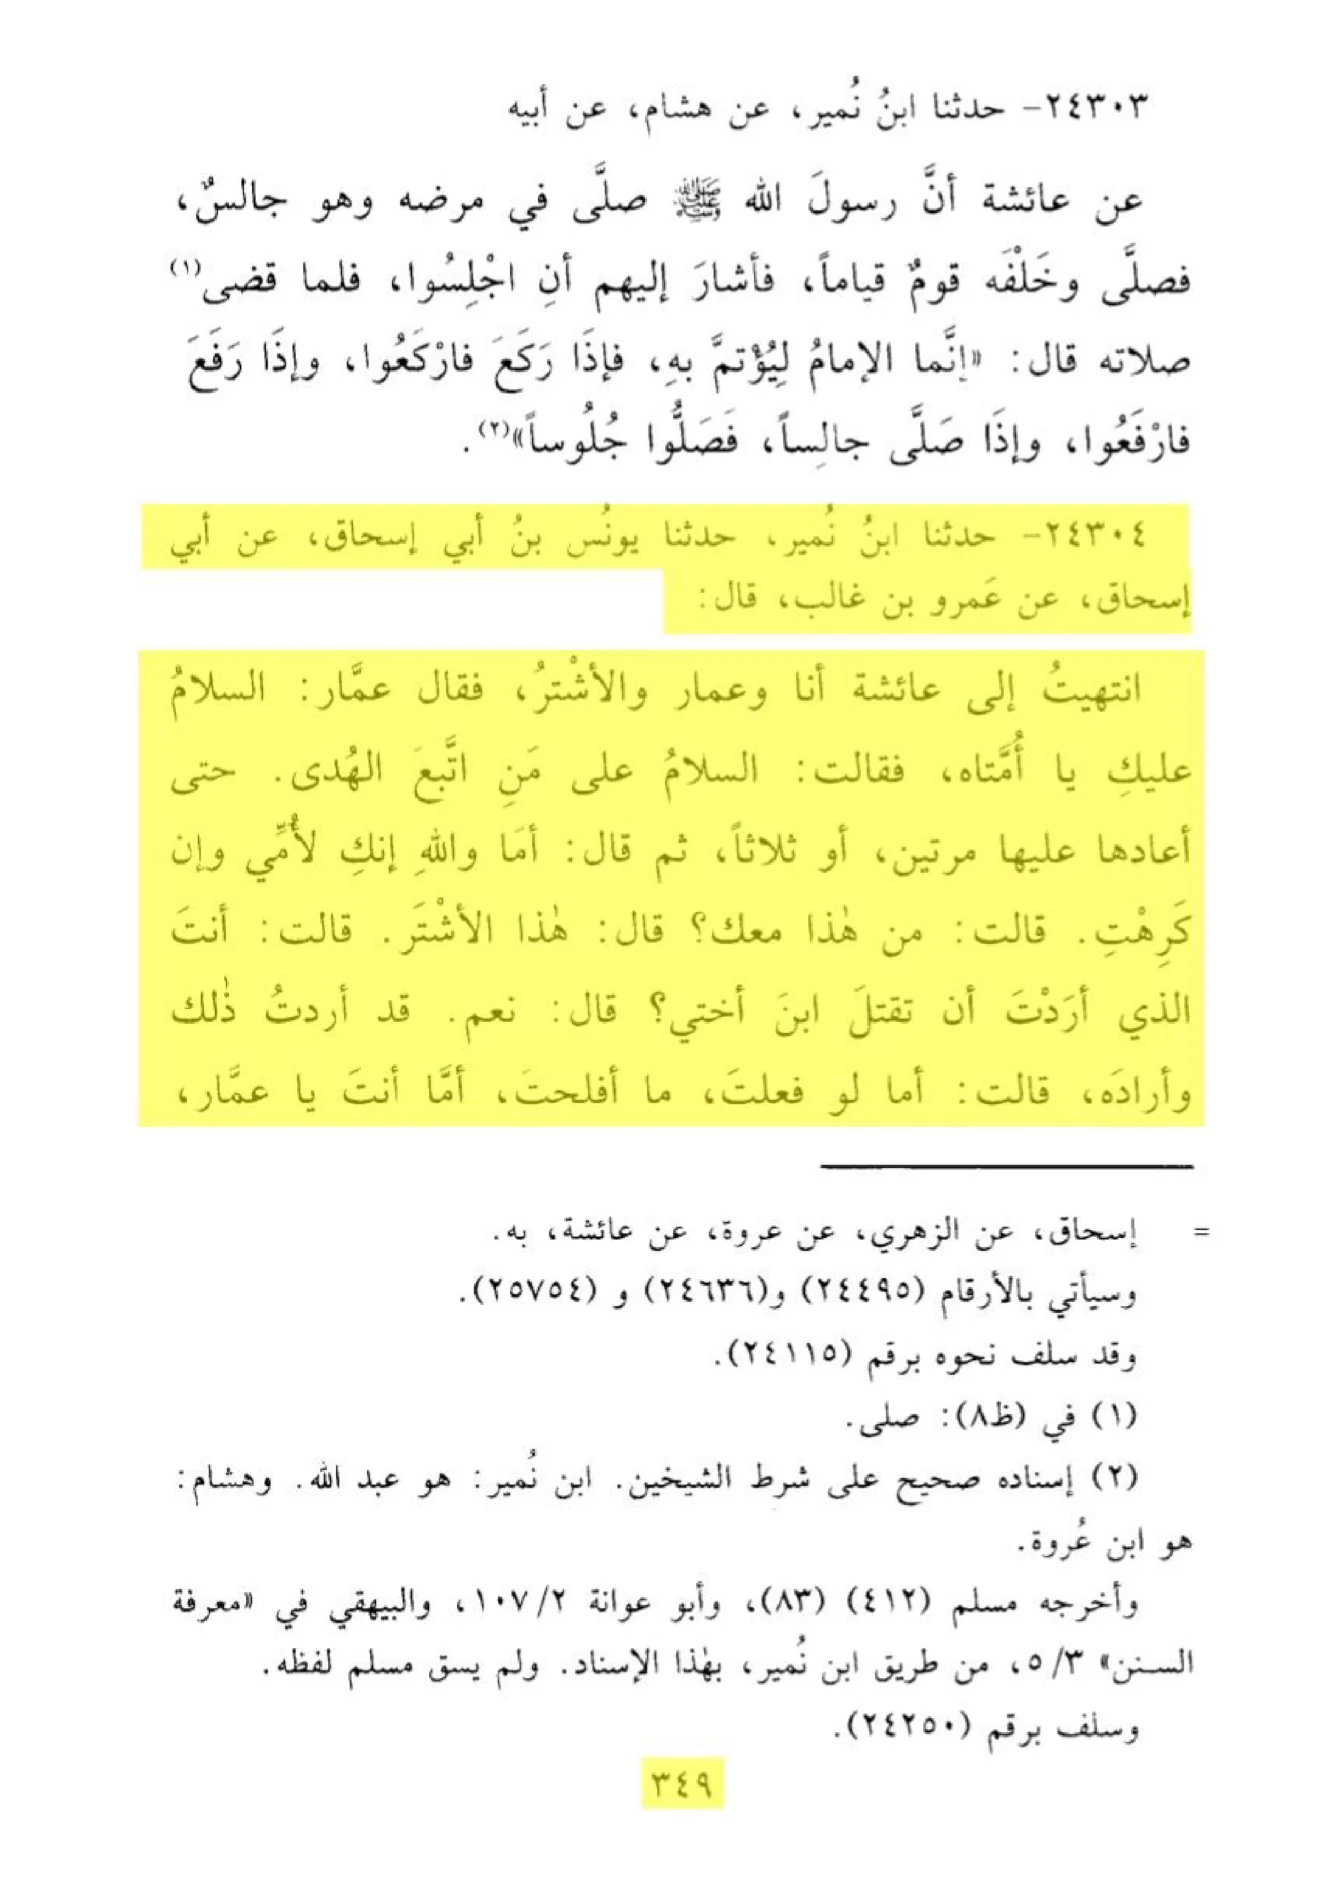 ٢٤٣٠٣- حدثنا ابنُ نُمير، عن هشام، عن أبيه
عن عائشة أنَّ رسولَ الله ﷺ صلَّى في مرضه وهو جالسٌ،
فصلَّى وخَلْفَه قومٌ قياماً، فأشارَ إليهم أنِ اجْلِسُوا، فلما قضى(١)
صلاته قال: «إنَّما الإمامُ لِيُؤْتمَّ بهِ، فإذَا رَكَعَ فارْكَعُوا، وإذَا رَفَعَ
فارْفَعُوا، وإذَا صَلَّى جالِساً، فَصَلُّوا جُلُوساً»(٢).
٢٤٣٠٤- حدثنا ابنُ نُمير، حدثنا يونُس بنُ أبي إسحاق، عن أبي
إسحاق، عن عَمرو بن غالب، قال:
انتهيتُ إلى عائشة أنا وعمار والأشْترُ، فقال عمَّار: السلامُ
عليكِ يا أُمَّتاه، فقالت: السلامُ على مَنِ اتَّبعَ الهُدى. حتى
أعادها عليها مرتين، أو ثلاثاً، ثم قال: أمَا واللهِ إنكِ لأُمِّي وإن
كَرِهْتِ. قالت: من هٰذا معك؟ قال: هٰذا الأشْتَر. قالت: أنتَ
الذي أرَدْتَ أن تقتلَ ابنَ أختي؟ قال: نعم. قد أردتُ ذٰلك
وأرادَه، قالت: أما لو فعلتَ، ما أفلحتَ، أمَّا أنتَ يا عمَّار،
= إسحاق، عن الزهري، عن عروة، عن عائشة، به.
وسيأتي بالأرقام (٢٤٤٩٥) و(٢٤٦٣٦) و (٢٥٧٥٤).
وقد سلف نحوه برقم (٢٤١١٥).
(١) في (ظ٨): صلى.
(٢) إسناده صحيح على شرط الشيخين. ابن نُمير: هو عبد الله. وهشام:
هو ابن عُروة.
وأخرجه مسلم (٤١٢) (٨٣)، وأبو عوانة ١٠٧/٢، والبيهقي في «معرفة
السنن» ٥/٣، من طريق ابن نُمير، بهٰذا الإسناد. ولم يسق مسلم لفظه.
وسلف برقم (٢٤٢٥٠).
٣٤٩